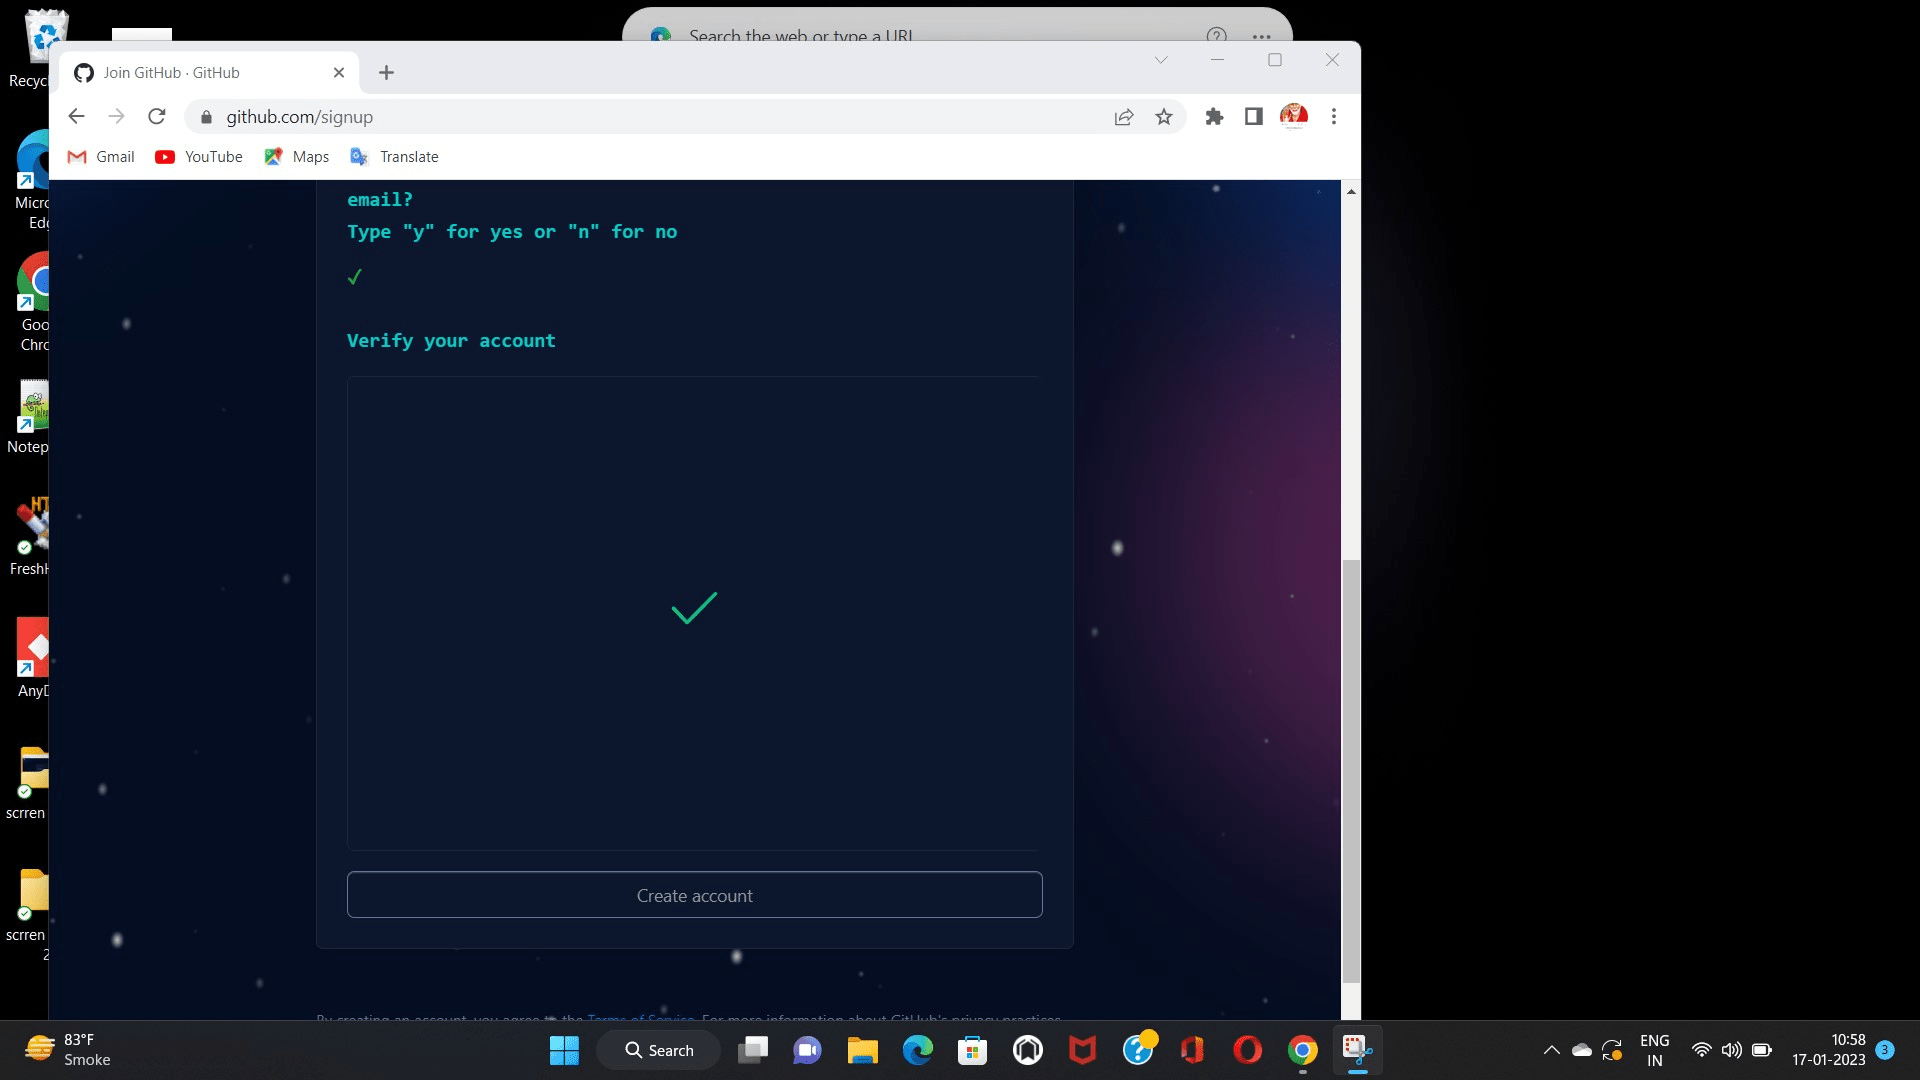 Search the web or type a URL
Join GitHub · GitHub
github.com/signup
Gmail
YouTube
Maps
Translate
email?
Type "y" for yes or "n" for no
✓
Verify your account
Create account
By creating an account, you agree to the Terms of Service. For more information about GitHub's privacy practices
Recyc
Micro
Edg
Goo
Chro
Notep
FreshH
AnyD
scrren
scrren
2
83°F
Smoke
Search
ENG
IN
10:58
17-01-2023
3